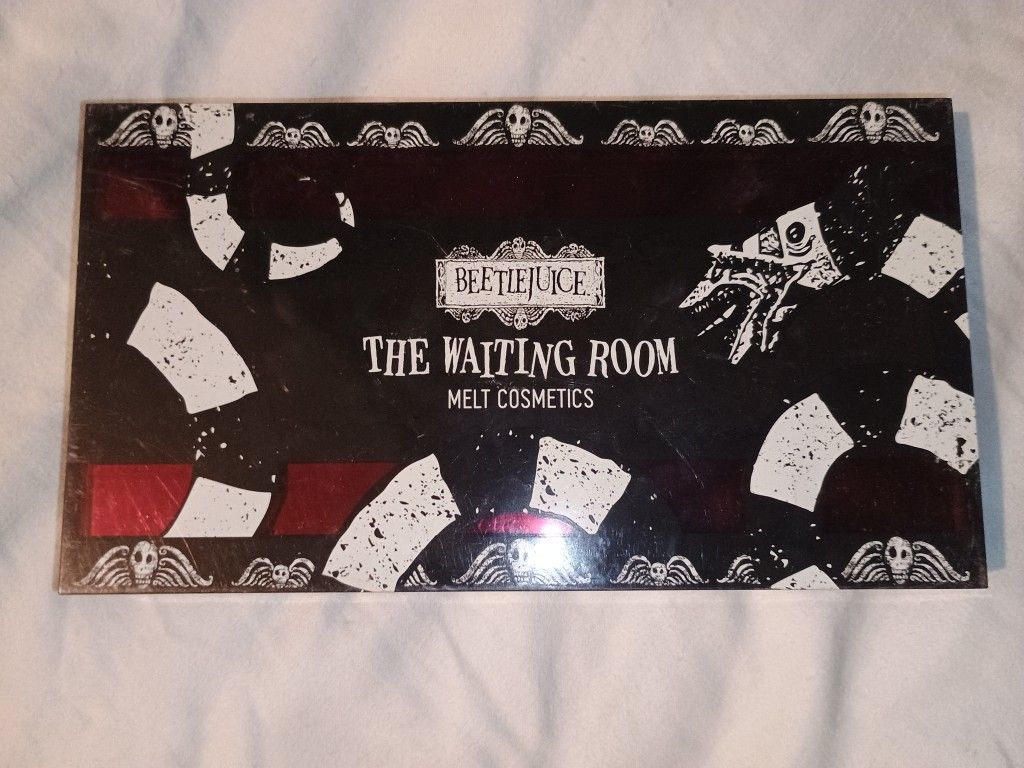 BEETLEJUICE
THE WAITING ROOM
MELT COSMETICS